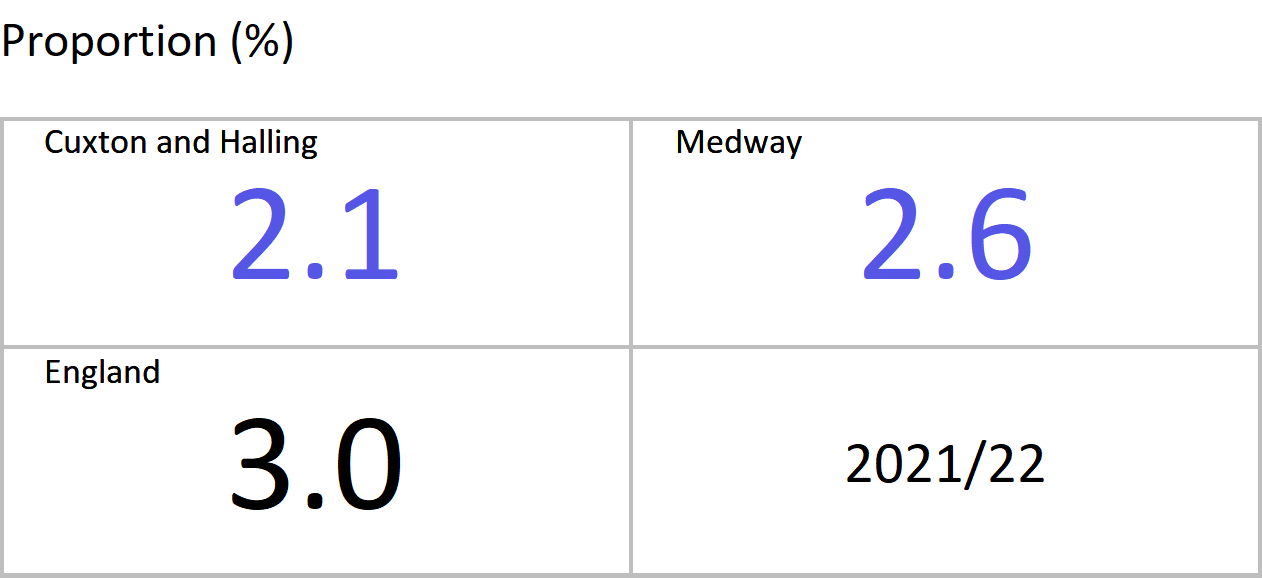 Proportion (%)
Cuxton and Halling
2.1
Medway
2.6
England
3.0
2021/22